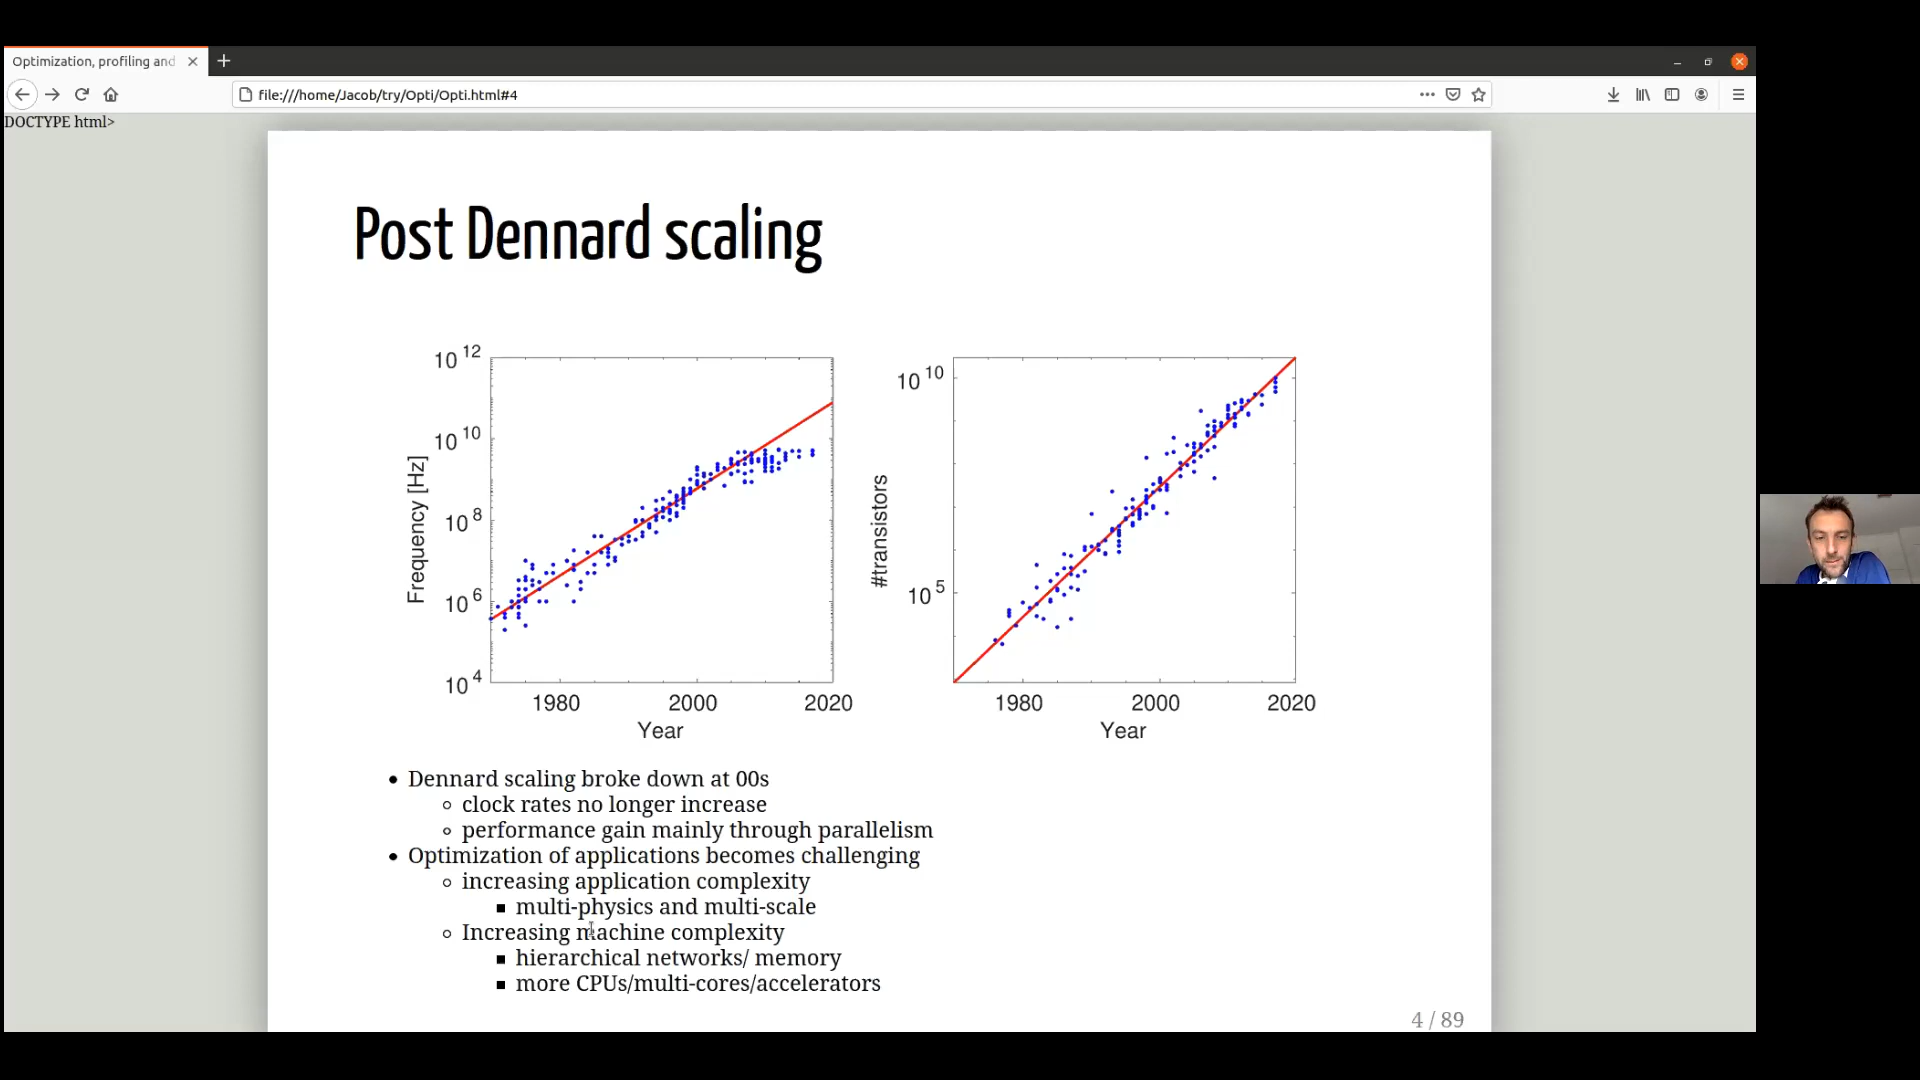 Optimization, profiling and
file:///home/Jacob/try/Opti/Opti.html#4
DOCTYPE html>
Post Dennard scaling
10^12
10^10
10^8
10^6
10^4
Frequency [Hz]
1980 2000 2020
Year
10^10
10^5
#transistors
1980 2000 2020
Year
• Dennard scaling broke down at 00s
◦ clock rates no longer increase
◦ performance gain mainly through parallelism
• Optimization of applications becomes challenging
◦ increasing application complexity
▪ multi-physics and multi-scale
◦ Increasing machine complexity
▪ hierarchical networks/ memory
▪ more CPUs/multi-cores/accelerators
4 / 89